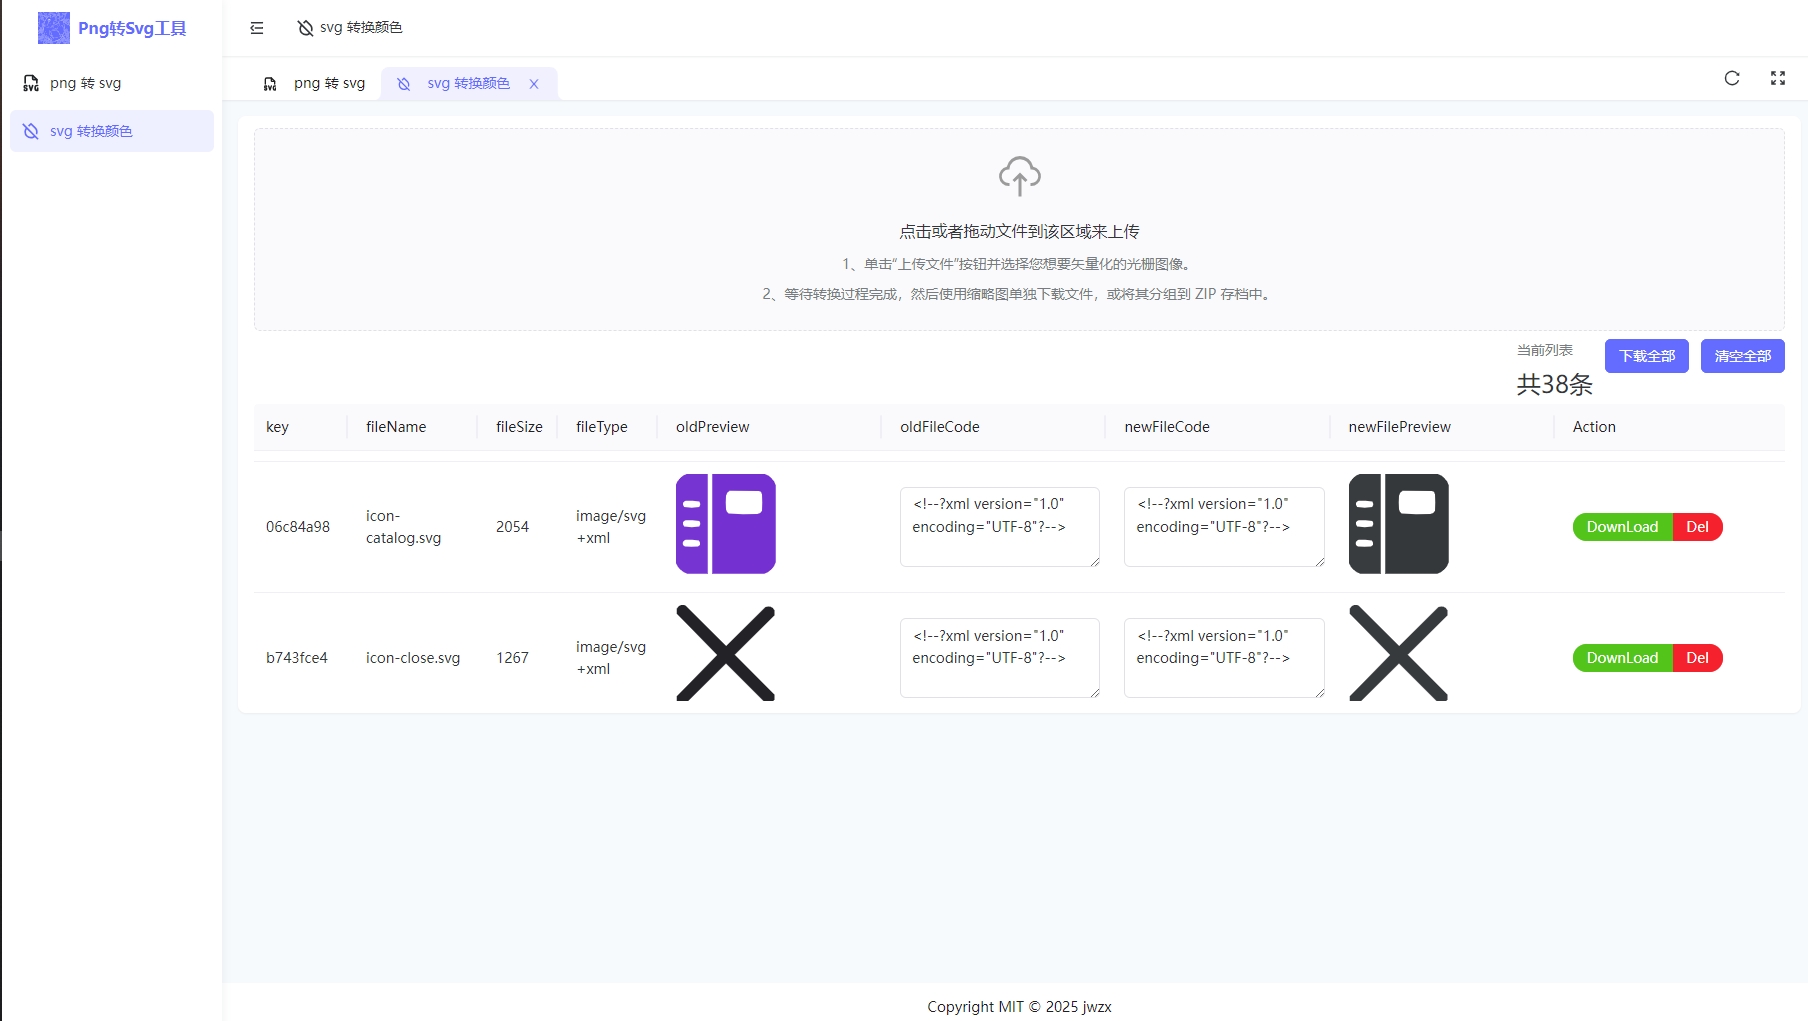 Png转Svg工具
svg 转换颜色
png 转 svg
svg 转换颜色
png 转 svg
svg 转换颜色
点击或者拖动文件到该区域来上传
1、单击“上传文件”按钮并选择您想要矢量化的光栅图像。
2、等待转换过程完成，然后使用缩略图单独下载文件，或将其分组到 ZIP 存档中。
当前列表
共38条
下载全部
清空全部
key fileName fileSize fileType oldPreview oldFileCode newFileCode newFilePreview Action
06c84a98
icon-
catalog.svg
2054
image/svg
+xml
<!--?xml version="1.0"
encoding="UTF-8"?-->
<!--?xml version="1.0"
encoding="UTF-8"?-->
DownLoad Del
b743fce4
icon-close.svg
1267
image/svg
+xml
<!--?xml version="1.0"
encoding="UTF-8"?-->
<!--?xml version="1.0"
encoding="UTF-8"?-->
DownLoad Del
Copyright MIT © 2025 jwzx